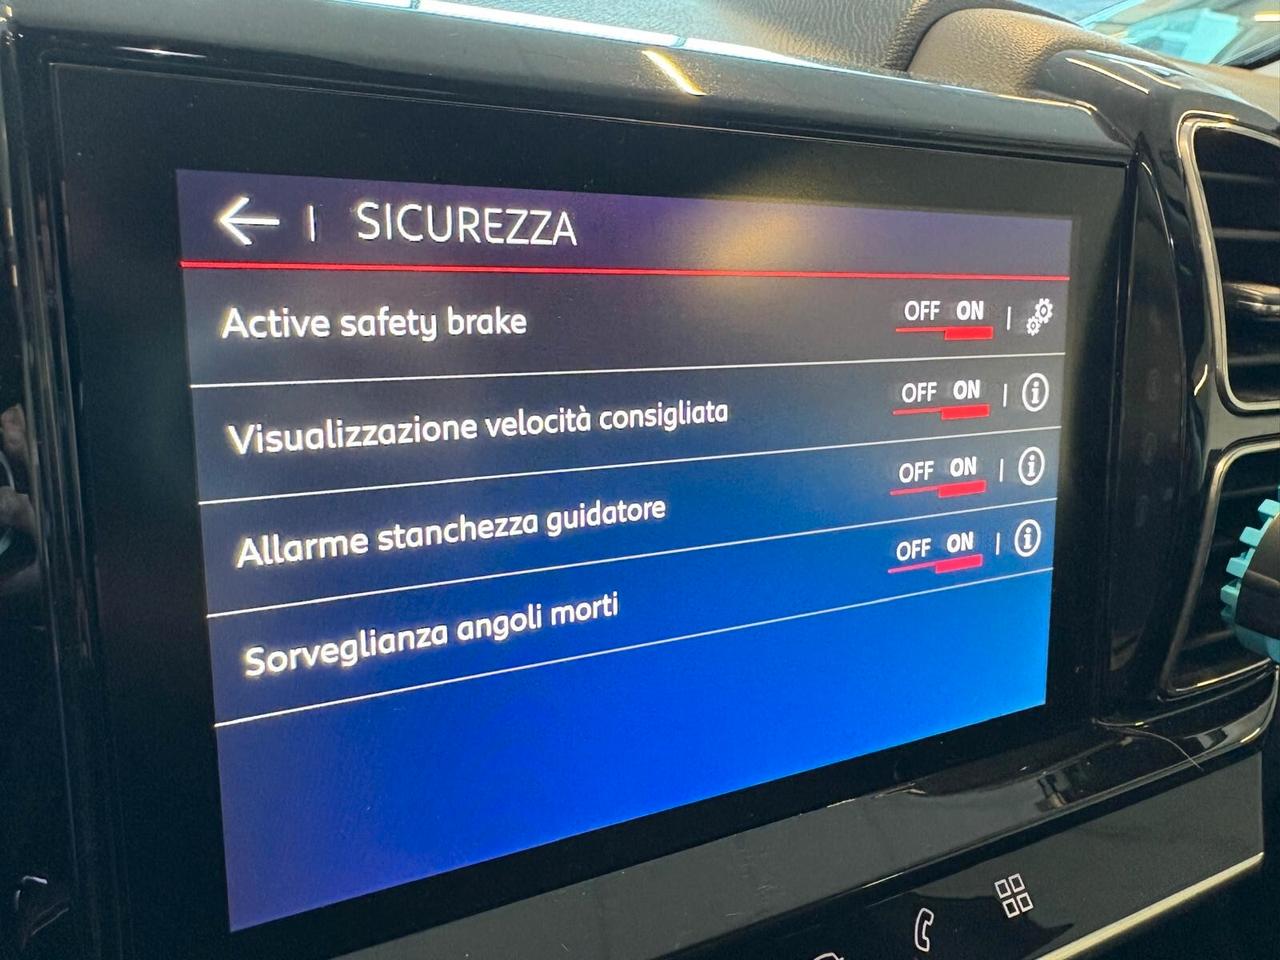 SICUREZZA
Active safety brake OFF ON
Visualizzazione velocità consigliata OFF ON
Allarme stanchezza guidatore OFF ON
Sorveglianza angoli morti OFF ON